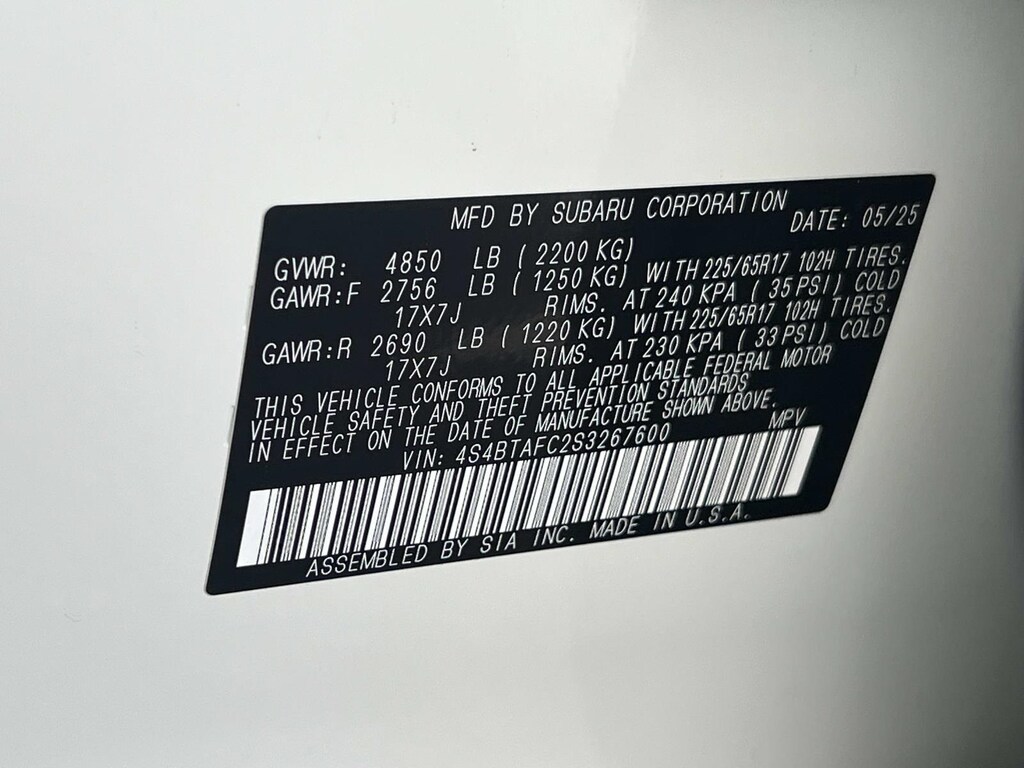 MFD BY SUBARU CORPORATION DATE: 05/25
GVWR: 4850 LB (2200 KG)
GAWR:F 2756 LB (1250 KG) WITH 225/65R17 102H TIRES.
17X7J RIMS. AT 240 KPA (35 PSI) COLD
GAWR:R 2690 LB (1220 KG) WITH 225/65R17 102H TIRES.
17X7J RIMS. AT 230 KPA (33 PSI) COLD
THIS VEHICLE CONFORMS TO ALL APPLICABLE FEDERAL MOTOR
VEHICLE SAFETY AND THEFT PREVENTION STANDARDS
IN EFFECT ON THE DATE OF MANUFACTURE SHOWN ABOVE.
VIN: 4S4BTAFC2S3267600 MPV
ASSEMBLED BY SIA INC. MADE IN U.S.A.